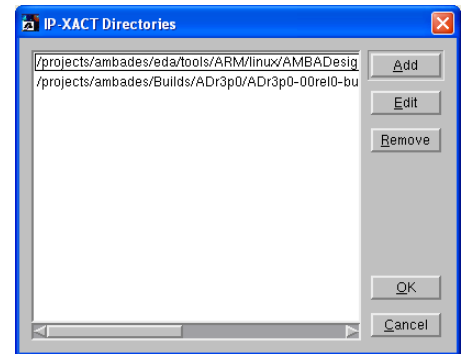 IP-XACT Directories
/projects/ambades/eda/tools/ARM/linux/AMBADesig
/projects/ambades/Builds/ADr3p0/ADr3p0-00rel0-bu
Add
Edit
Remove
OK
Cancel